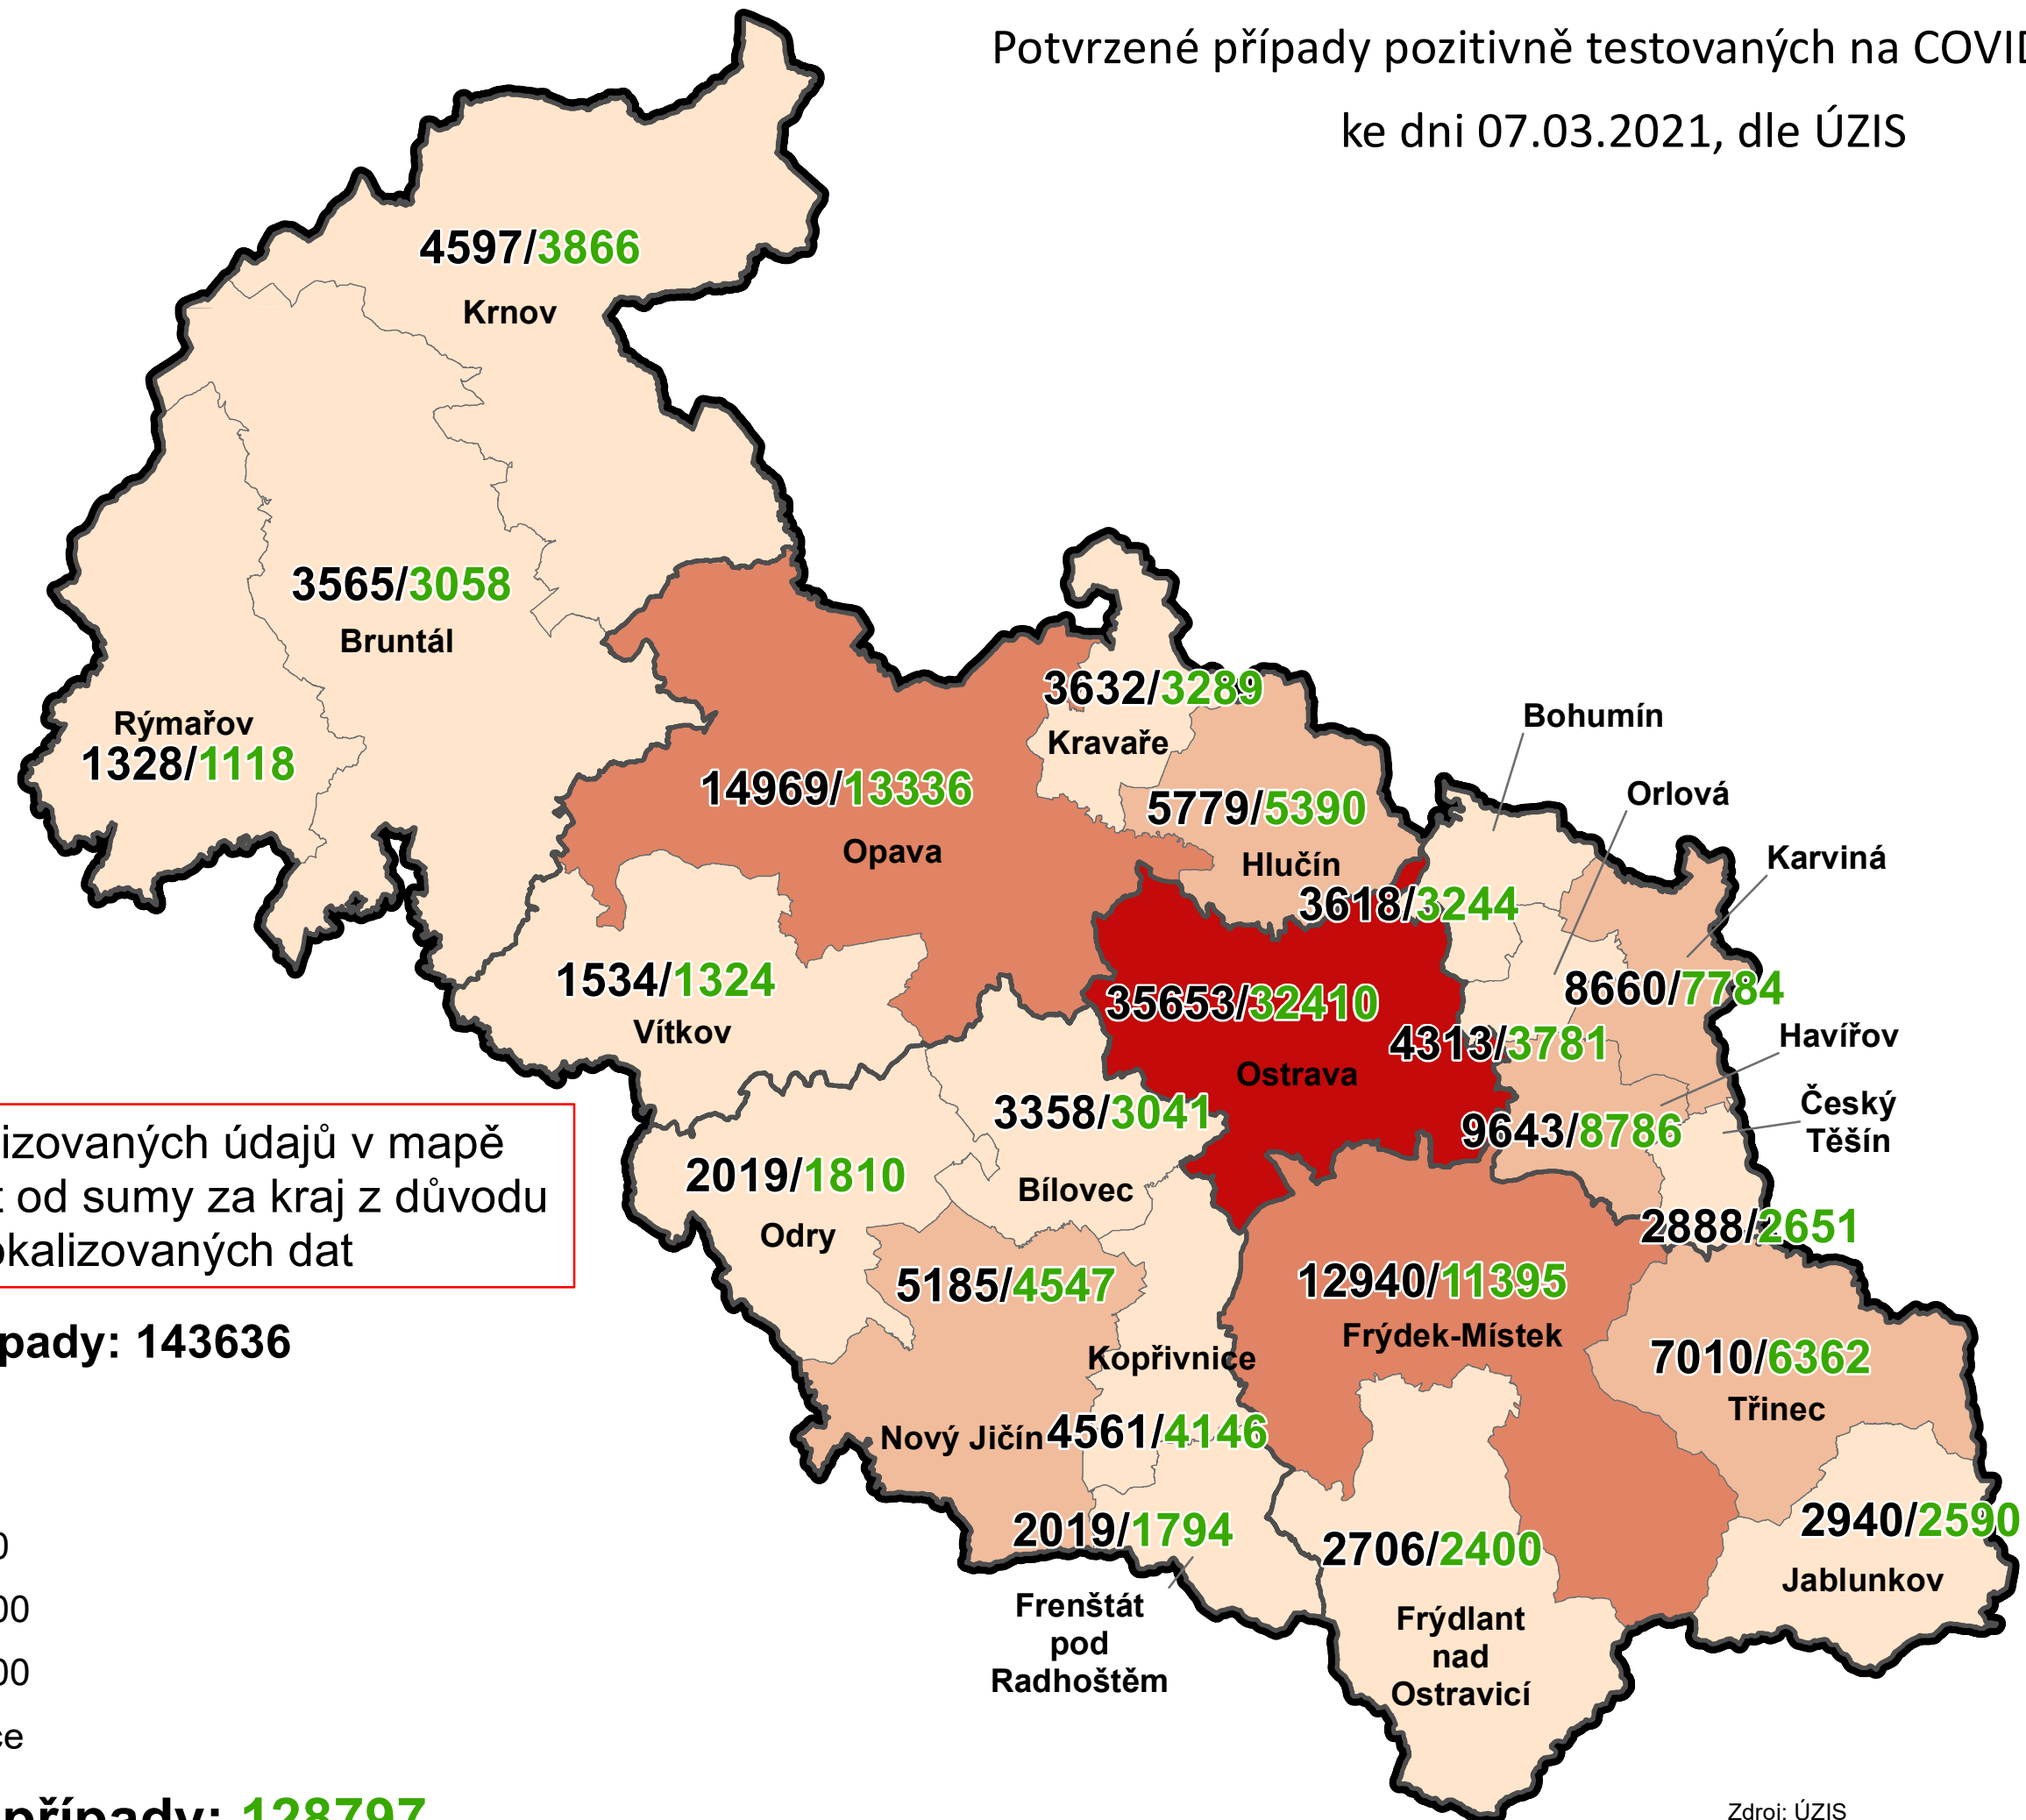 Potvrzené případy pozitivně testovaných na COVID
ke dni 07.03.2021, dle ÚZIS
4597/3866
Krnov
3565/3058
Bruntál
Rýmařov
1328/1118
3632/3289
Kravaře
Bohumín
14969/13336
Opava
5779/5390
Hlučín
Orlová
Karviná
3618/3244
1534/1324
Vítkov
35653/32410
Ostrava
8660/7784
4313/3781
Havířov
Český
Těšín
3358/3041
Bílovec
9643/8786
2019/1810
Odry
2888/2651
izovaných údajů v mapě
t od sumy za kraj z důvodu
okalizovaných dat
5185/4547
Nový Jičín
12940/11395
Frýdek-Místek
pady: 143636
Kopřivnice
4561/4146
7010/6362
Třinec
2019/1794
Frenštát
pod
Radhoštěm
2706/2400
Frýdlant
nad
Ostravicí
2940/2590
Jablunkov
0
00
00
ce
případy: 128797
Zdroj: ÚZIS